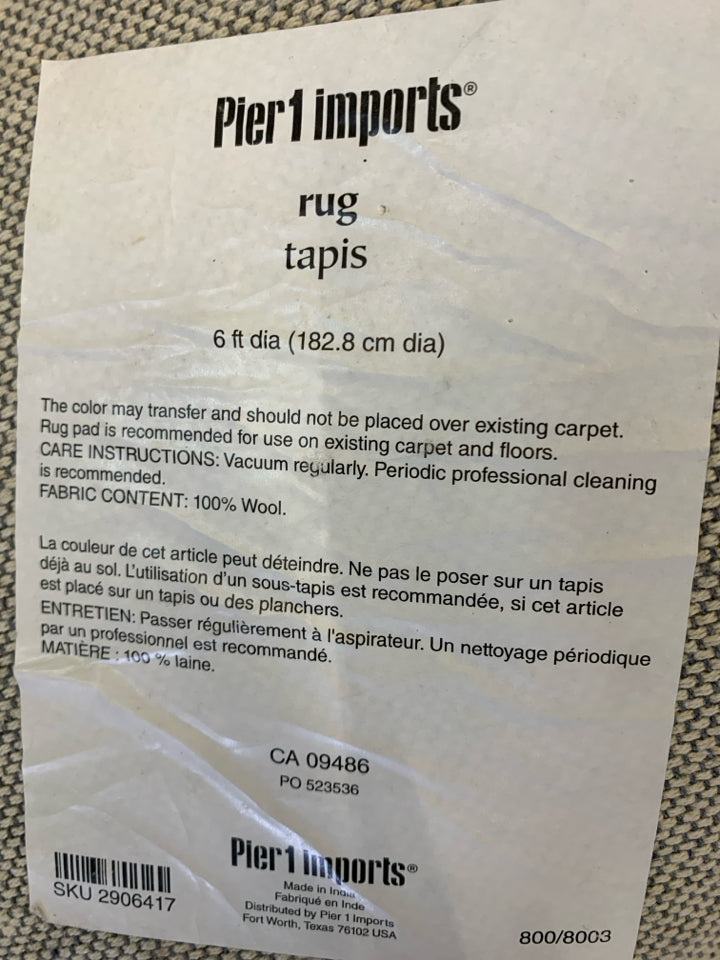 Pier 1 imports®
rug
tapis
6 ft dia (182.8 cm dia)
The color may transfer and should not be placed over existing carpet.
Rug pad is recommended for use on existing carpet and floors.
CARE INSTRUCTIONS: Vacuum regularly. Periodic professional cleaning
is recommended.
FABRIC CONTENT: 100% Wool.
La couleur de cet article peut déteindre. Ne pas le poser sur un tapis
déjà au sol. L'utilisation d'un sous-tapis est recommandée, si cet article
est placé sur un tapis ou des planchers.
ENTRETIEN: Passer régulièrement à l'aspirateur. Un nettoyage périodique
par un professionnel est recommandé.
MATIÈRE : 100 % laine.
CA 09486
PO 523536
Pier 1 imports®
Made in India
Fabriqué en Inde
Distributed by Pier 1 Imports
Fort Worth, Texas 76102 USA
SKU 2906417
800/8003